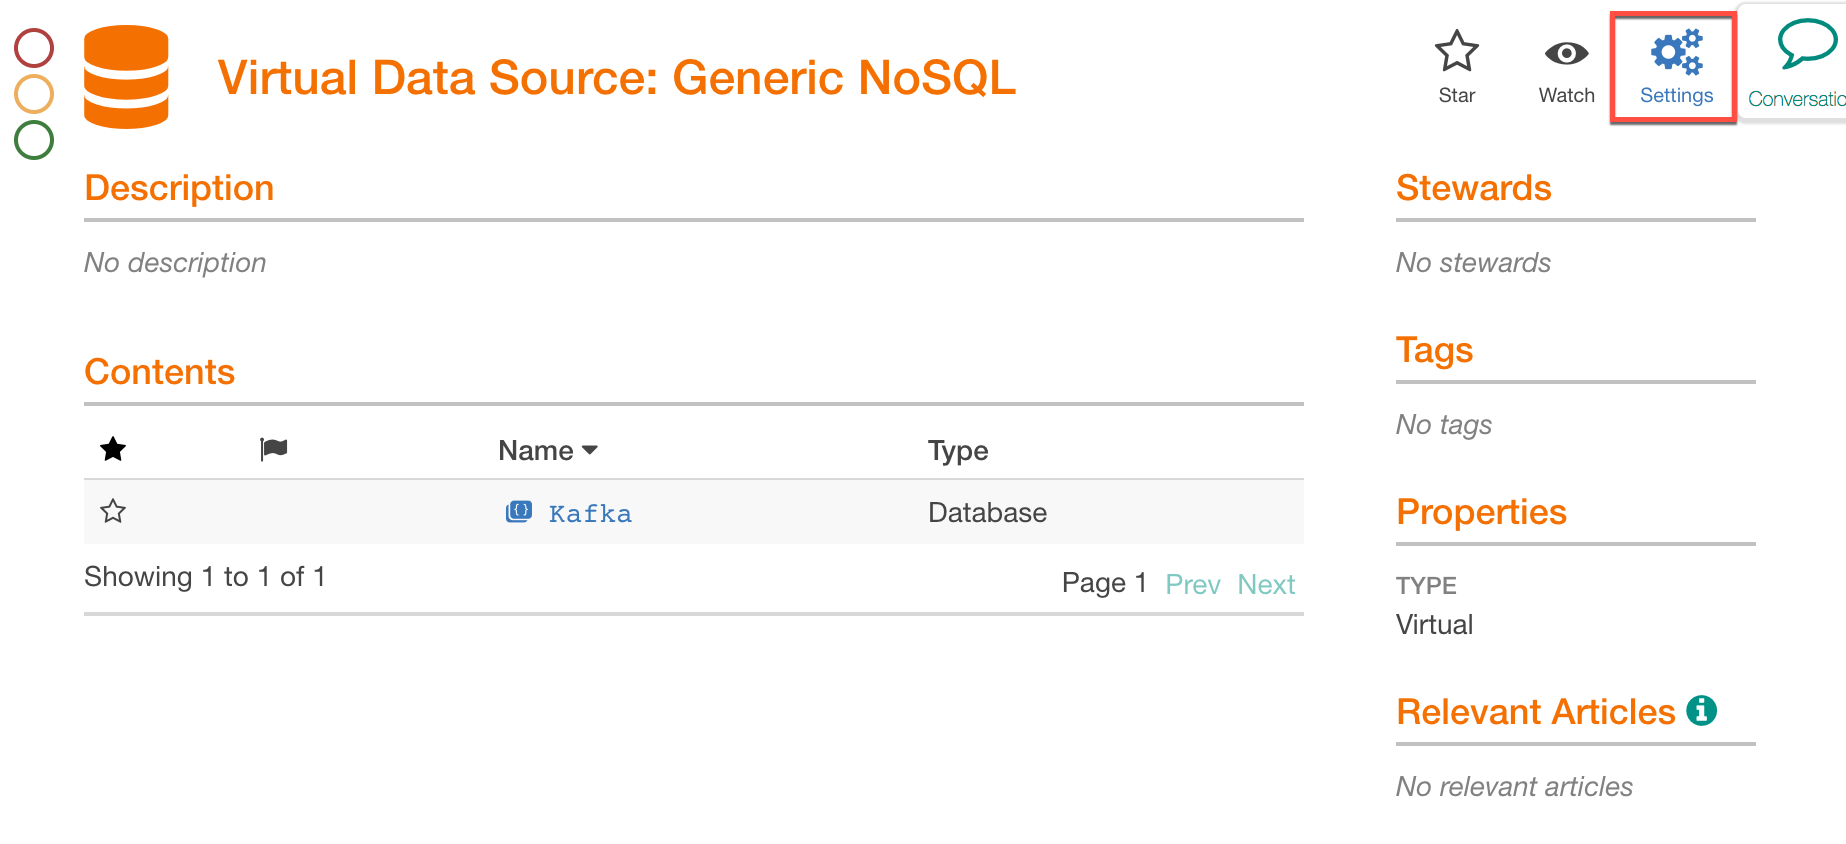 Virtual Data Source: Generic NoSQL
Star
Watch
Settings
Conversatio
Description
No description
Contents
Name
Type
{}
Kafka
Database
Showing 1 to 1 of 1
Page 1 Prev Next
Stewards
No stewards
Tags
No tags
Properties
TYPE
Virtual
Relevant Articles
No relevant articles